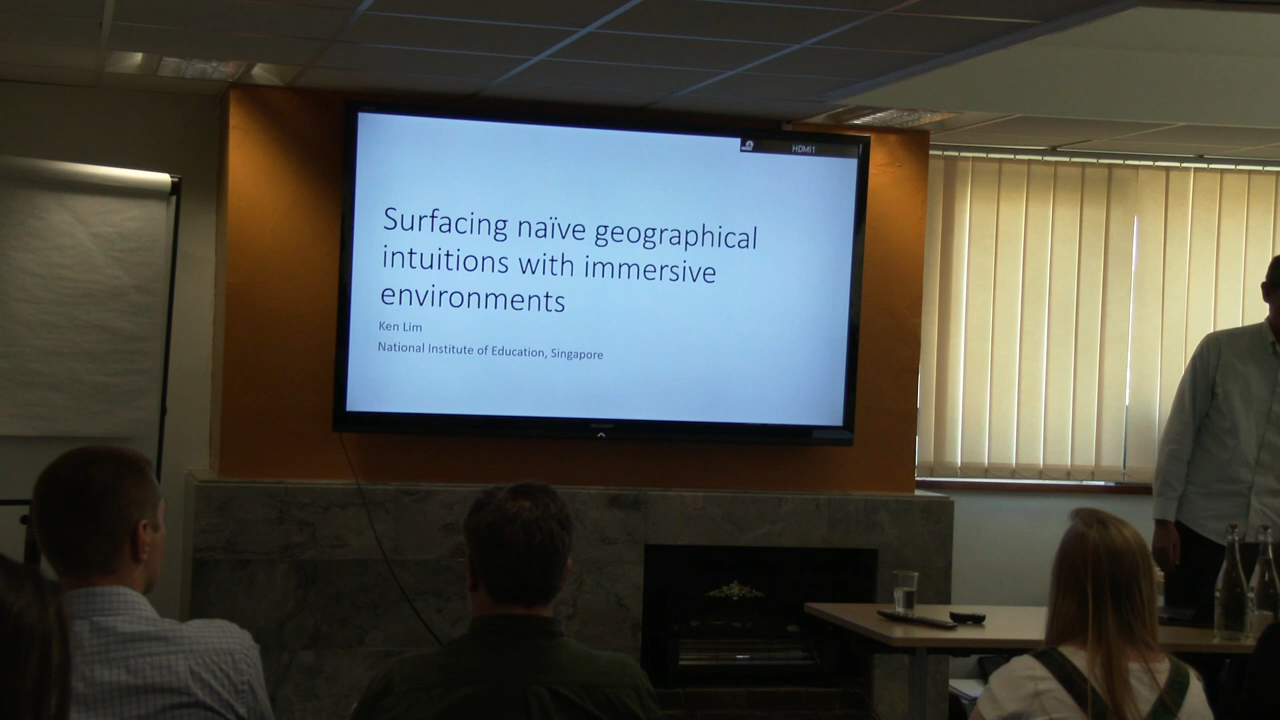 HDMI1
Surfacing naïve geographical
intuitions with immersive
environments
Ken Lim
National Institute of Education, Singapore